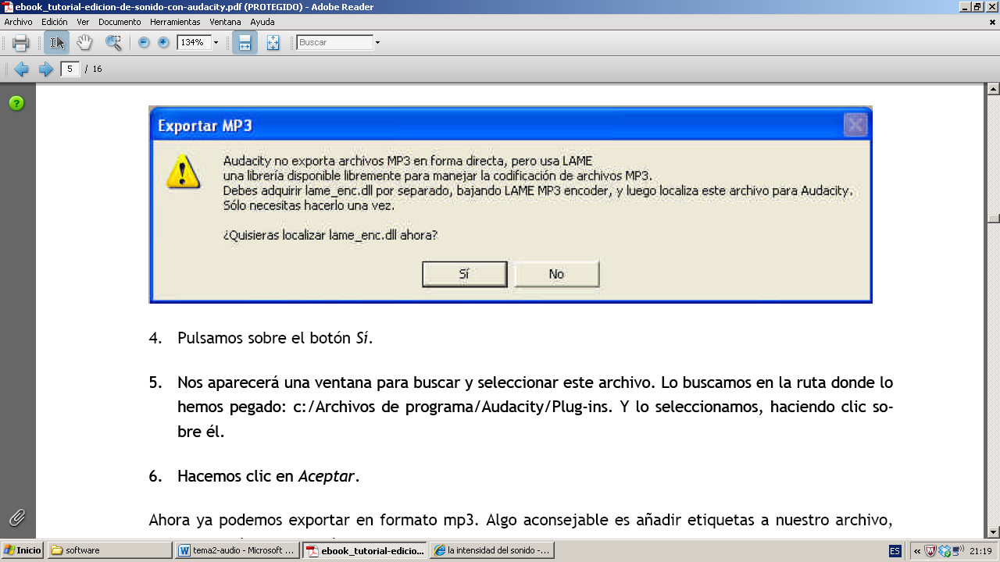 ebook_tutorial-edicion-de-sonido-con-audacity.pdf (PROTEGIDO) - Adobe Reader
Archivo Edición Ver Documento Herramientas Ventana Ayuda
134% Buscar
5 / 16
Exportar MP3
Audacity no exporta archivos MP3 en forma directa, pero usa LAME
una librería disponible libremente para manejar la codificación de archivos MP3.
Debes adquirir lame_enc.dll por separado, bajando LAME MP3 encoder, y luego localiza este archivo para Audacity.
Sólo necesitas hacerlo una vez.
¿Quisieras localizar lame_enc.dll ahora?
Sí No
4. Pulsamos sobre el botón Sí.
5. Nos aparecerá una ventana para buscar y seleccionar este archivo. Lo buscamos en la ruta donde lo
hemos pegado: c:/Archivos de programa/Audacity/Plug-ins. Y lo seleccionamos, haciendo clic so-
bre él.
6. Hacemos clic en Aceptar.
Ahora ya podemos exportar en formato mp3. Algo aconsejable es añadir etiquetas a nuestro archivo,
Inicio software tema2-audio - Microsoft ... ebook_tutorial-edicio... la intensidad del sonido -... ES « 21:19